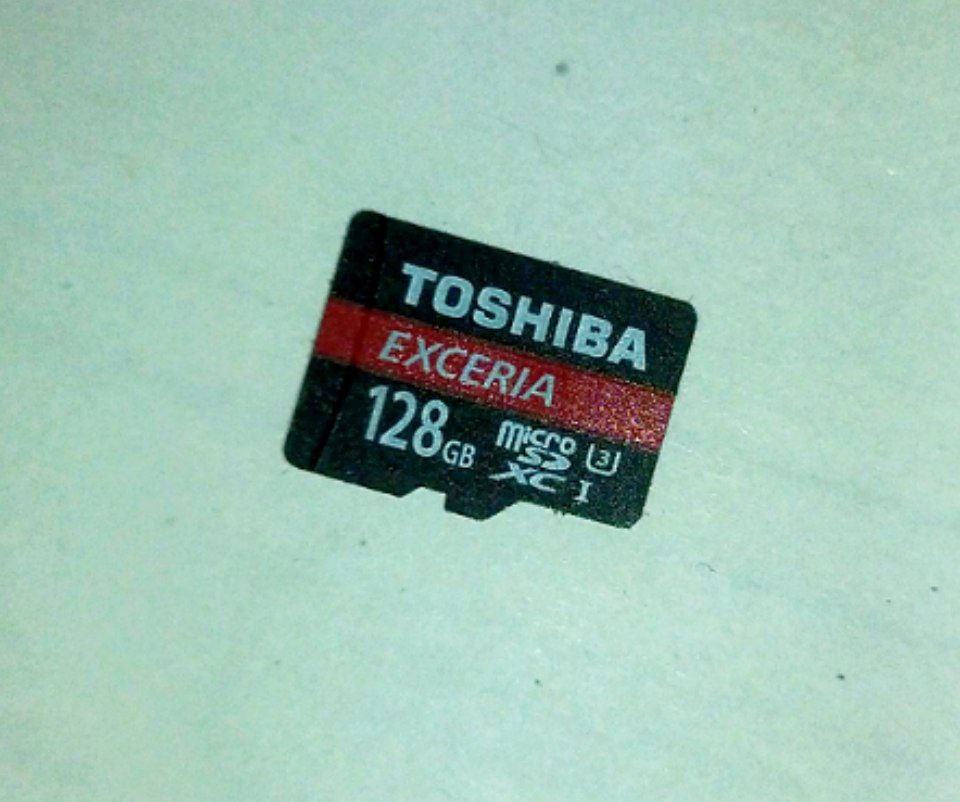 TOSHIBA
EXCERIA
128GB
micro
SD
XC I
3